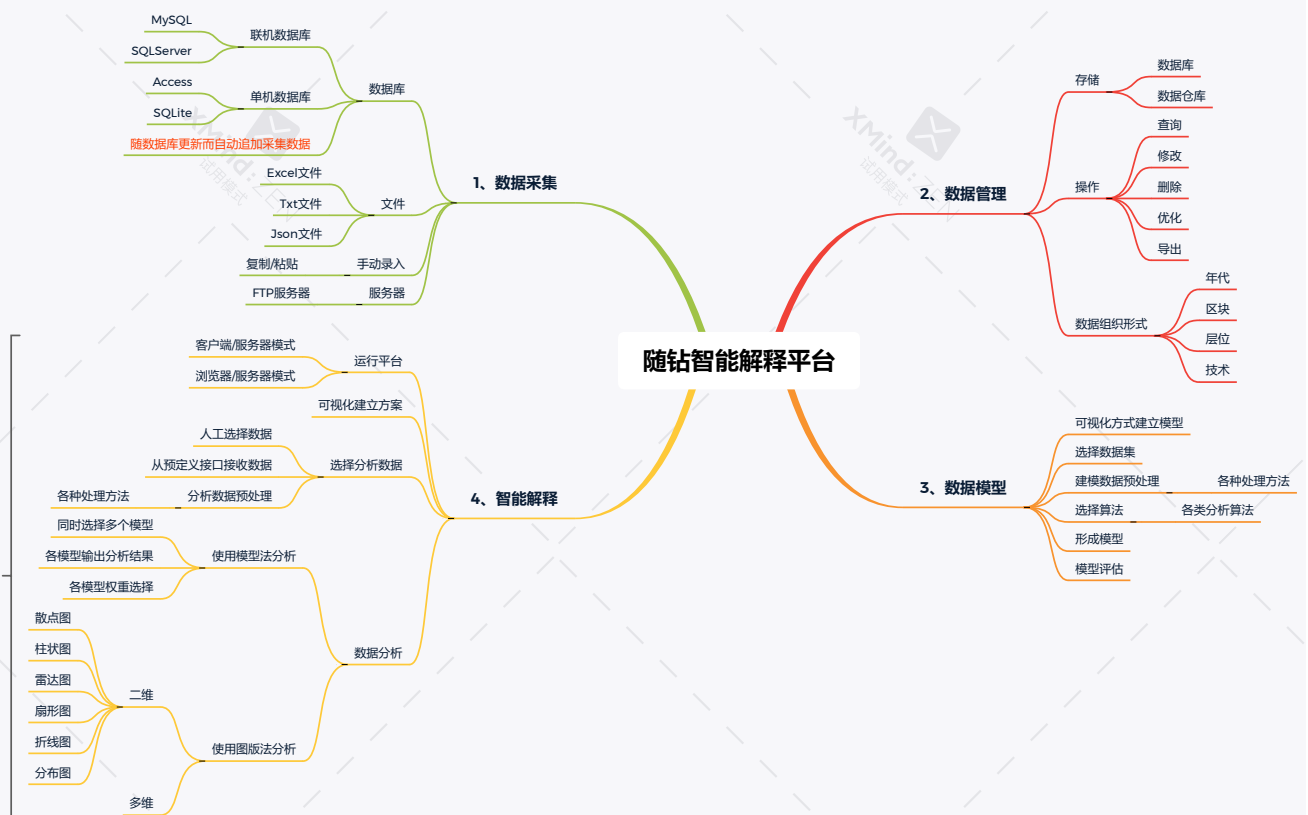 随钻智能解释平台
1、数据采集
数据库
联机数据库
MySQL
SQLServer
单机数据库
Access
SQLite
随数据库更新而自动追加采集数据
文件
Excel文件
Txt文件
Json文件
手动录入
复制/粘贴
服务器
FTP服务器
2、数据管理
存储
数据库
数据仓库
操作
查询
修改
删除
优化
导出
数据组织形式
年代
区块
层位
技术
3、数据模型
可视化方式建立模型
选择数据集
建模数据预处理
各种处理方法
选择算法
各类分析算法
形成模型
模型评估
4、智能解释
运行平台
客户端/服务器模式
浏览器/服务器模式
可视化建立方案
选择分析数据
人工选择数据
从预定义接口接收数据
分析数据预处理
各种处理方法
数据分析
使用模型法分析
同时选择多个模型
各模型输出分析结果
各模型权重选择
使用图版法分析
二维
散点图
柱状图
雷达图
扇形图
折线图
分布图
多维
XMind:ZEN
试用模式
XMind:ZEN
试用模式